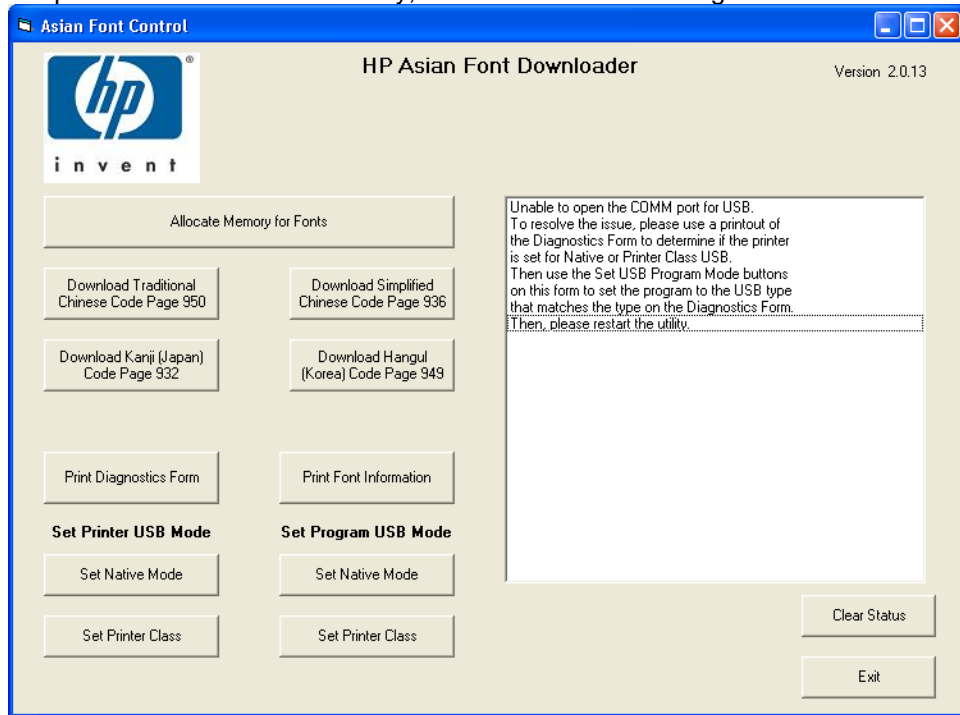 Asian Font Control
hp
®
invent
HP Asian Font Downloader
Version 2.0.13
Allocate Memory for Fonts
Download Traditional
Chinese Code Page 950
Download Simplified
Chinese Code Page 936
Download Kanji (Japan)
Code Page 932
Download Hangul
(Korea) Code Page 949
Print Diagnostics Form
Print Font Information
Set Printer USB Mode
Set Program USB Mode
Set Native Mode
Set Native Mode
Set Printer Class
Set Printer Class
Unable to open the COMM port for USB.
To resolve the issue, please use a printout of
the Diagnostics Form to determine if the printer
is set for Native or Printer Class USB.
Then use the Set USB Program Mode buttons
on this form to set the program to the USB type
that matches the type on the Diagnostics Form.
Then, please restart the utility.
Clear Status
Exit